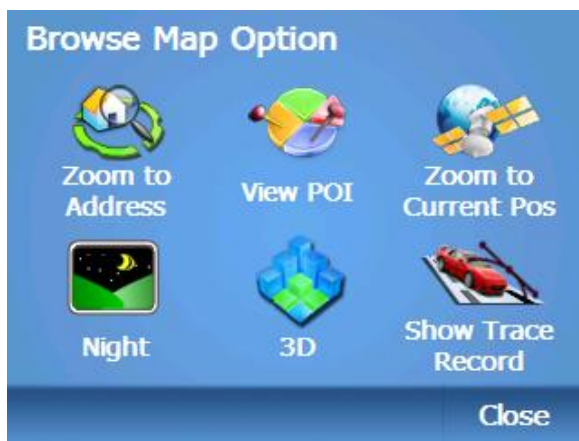 Browse Map Option
Zoom to
Address
View POI
Zoom to
Current Pos
Night
3D
Show Trace
Record
Close